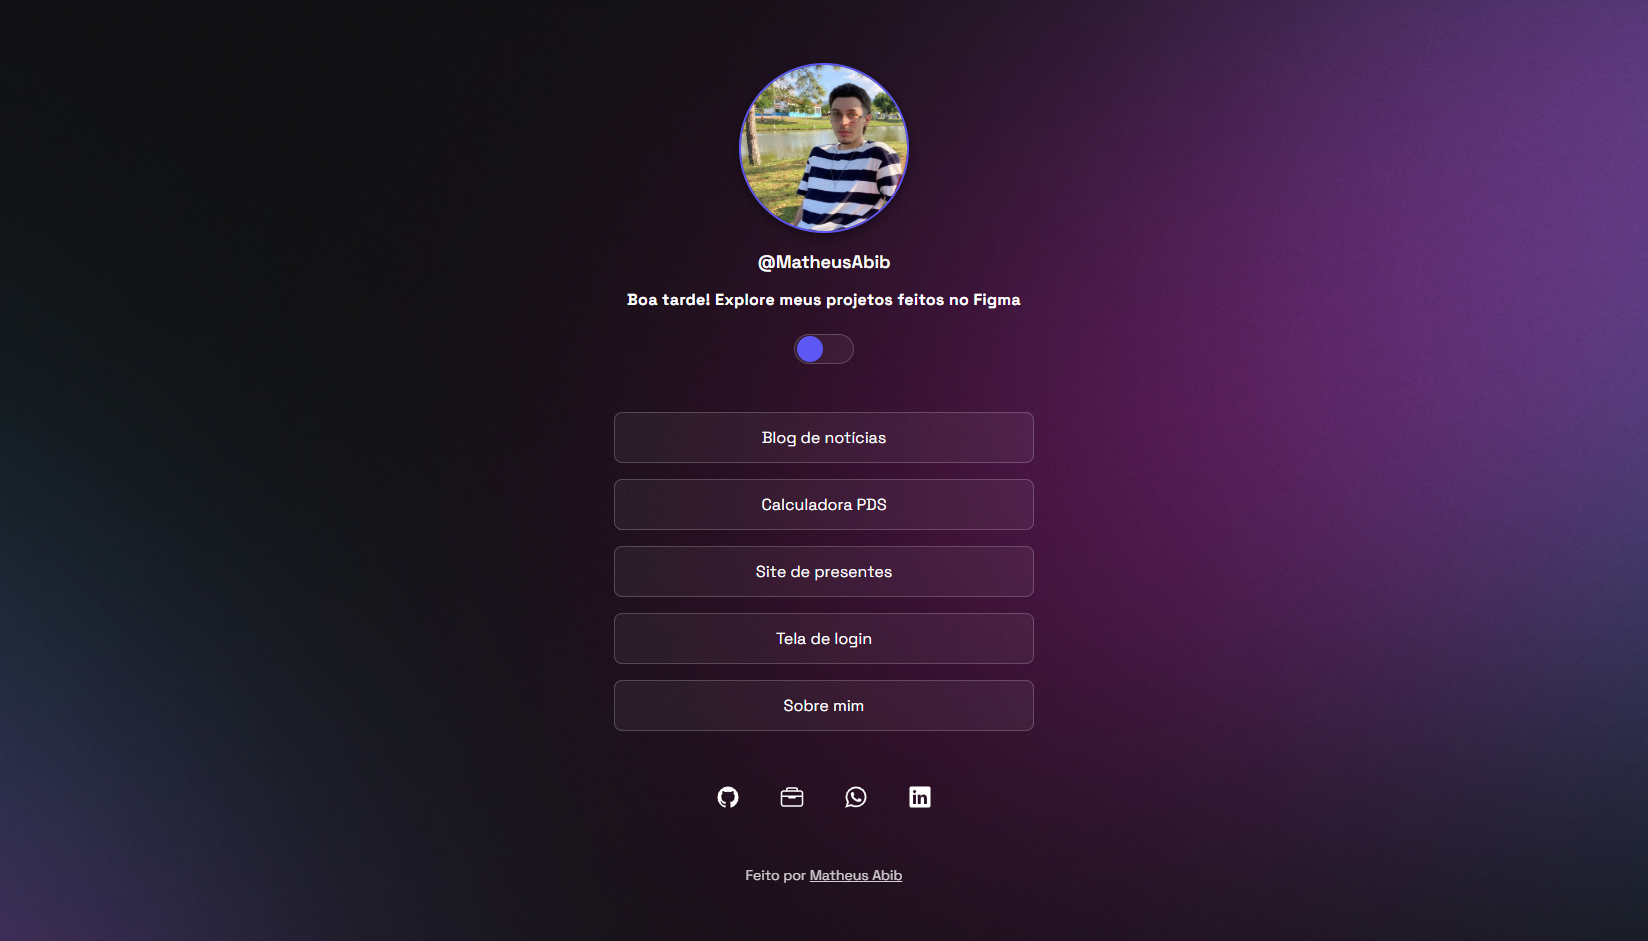 @MatheusAbib
Boa tarde! Explore meus projetos feitos no Figma
Blog de notícias
Calculadora PDS
Site de presentes
Tela de login
Sobre mim
Feito por Matheus Abib